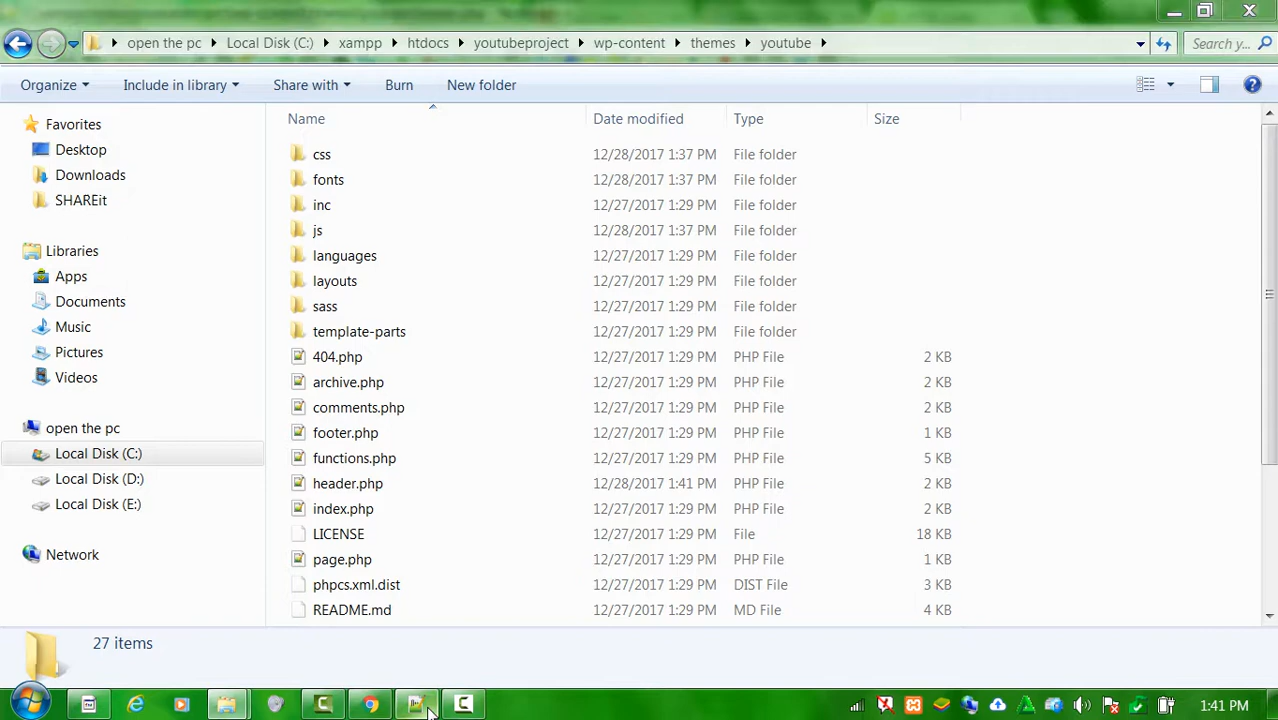 open the pc Local Disk (C:) xampp htdocs youtubeproject wp-content themes youtube Search y...
Organize Include in library Share with Burn New folder
Name Date modified Type Size
Favorites
Desktop
Downloads
SHAREit
Libraries
Apps
Documents
Music
Pictures
Videos
open the pc
Local Disk (C:)
Local Disk (D:)
Local Disk (E:)
Network
css 12/28/2017 1:37 PM File folder
fonts 12/28/2017 1:37 PM File folder
inc 12/27/2017 1:29 PM File folder
js 12/28/2017 1:37 PM File folder
languages 12/27/2017 1:29 PM File folder
layouts 12/27/2017 1:29 PM File folder
sass 12/27/2017 1:29 PM File folder
template-parts 12/27/2017 1:29 PM File folder
404.php 12/27/2017 1:29 PM PHP File 2 KB
archive.php 12/27/2017 1:29 PM PHP File 2 KB
comments.php 12/27/2017 1:29 PM PHP File 2 KB
footer.php 12/27/2017 1:29 PM PHP File 1 KB
functions.php 12/27/2017 1:29 PM PHP File 5 KB
header.php 12/28/2017 1:41 PM PHP File 2 KB
index.php 12/27/2017 1:29 PM PHP File 2 KB
LICENSE 12/27/2017 1:29 PM File 18 KB
page.php 12/27/2017 1:29 PM PHP File 1 KB
phpcs.xml.dist 12/27/2017 1:29 PM DIST File 3 KB
README.md 12/27/2017 1:29 PM MD File 4 KB
27 items
1:41 PM